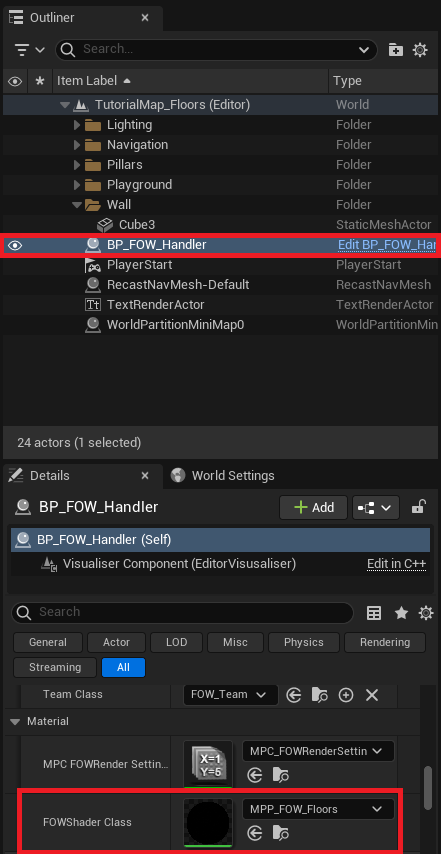 Outliner
Search...
Item Label Type
TutorialMap_Floors (Editor) World
Lighting Folder
Navigation Folder
Pillars Folder
Playground Folder
Wall Folder
Cube3 StaticMeshActor
BP_FOW_Handler Edit BP_FOW_Har
PlayerStart PlayerStart
RecastNavMesh-Default RecastNavMesh
TextRenderActor TextRenderActor
WorldPartitionMiniMap0 WorldPartitionMin
24 actors (1 selected)
Details World Settings
BP_FOW_Handler Add
BP_FOW_Handler (Self)
Visualiser Component (EditorVisusaliser) Edit in C++
Search
General Actor LOD Misc Physics Rendering
Streaming All
Team Class FOW_Team
Material
X=1
Y=5
MPC FOWRender Settin... MPC_FOWRenderSettin
FOWShader Class MPP_FOW_Floors